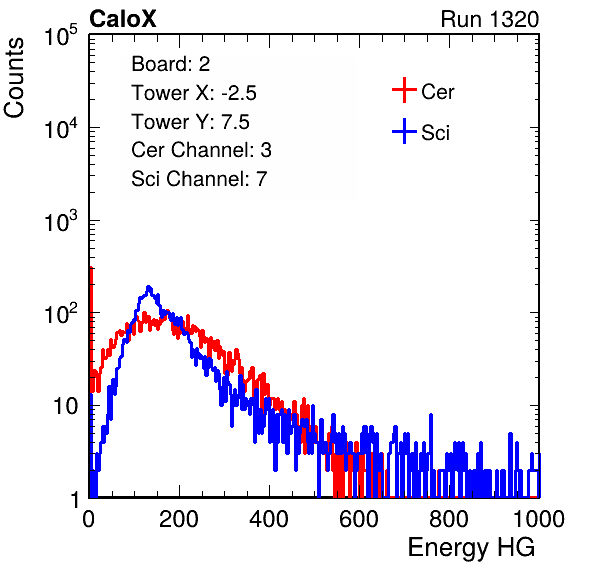 CaloX Run 1320
Counts
Board: 2
Tower X: -2.5
Tower Y: 7.5
Cer Channel: 3
Sci Channel: 7
Cer
Sci
10^5
10^4
10^3
10^2
10
1
0 200 400 600 800 1000
Energy HG